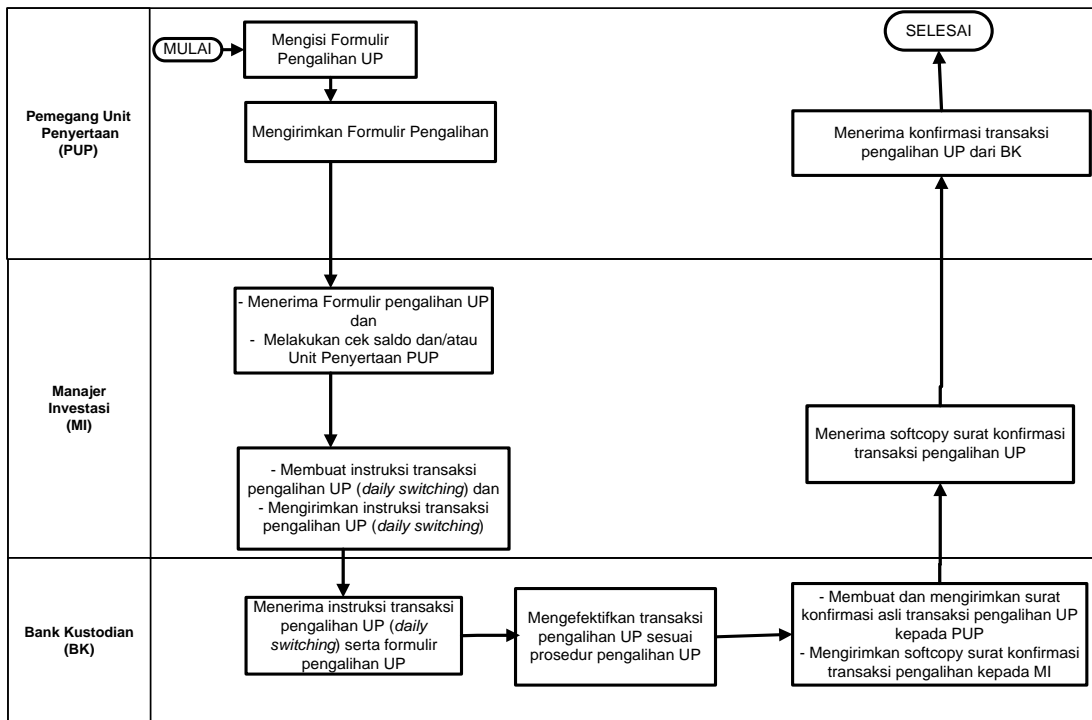 MULAI
Mengisi Formulir
Pengalihan UP
SELESAI
Pemegang Unit
Penyertaan
(PUP)
Mengirimkan Formulir Pengalihan
Menerima konfirmasi transaksi
pengalihan UP dari BK
- Menerima Formulir pengalihan UP
dan
- Melakukan cek saldo dan/atau
Unit Penyertaan PUP
Manajer
Investasi
(MI)
Menerima softcopy surat konfirmasi
transaksi pengalihan UP
- Membuat instruksi transaksi
pengalihan UP (daily switching) dan
- Mengirimkan instruksi transaksi
pengalihan UP (daily switching)
Bank Kustodian
(BK)
Menerima instruksi transaksi
pengalihan UP (daily
switching) serta formulir
pengalihan UP
Mengefektifkan transaksi
pengalihan UP sesuai
prosedur pengalihan UP
- Membuat dan mengirimkan surat
konfirmasi asli transaksi pengalihan UP
kepada PUP
- Mengirimkan softcopy surat konfirmasi
transaksi pengalihan kepada MI